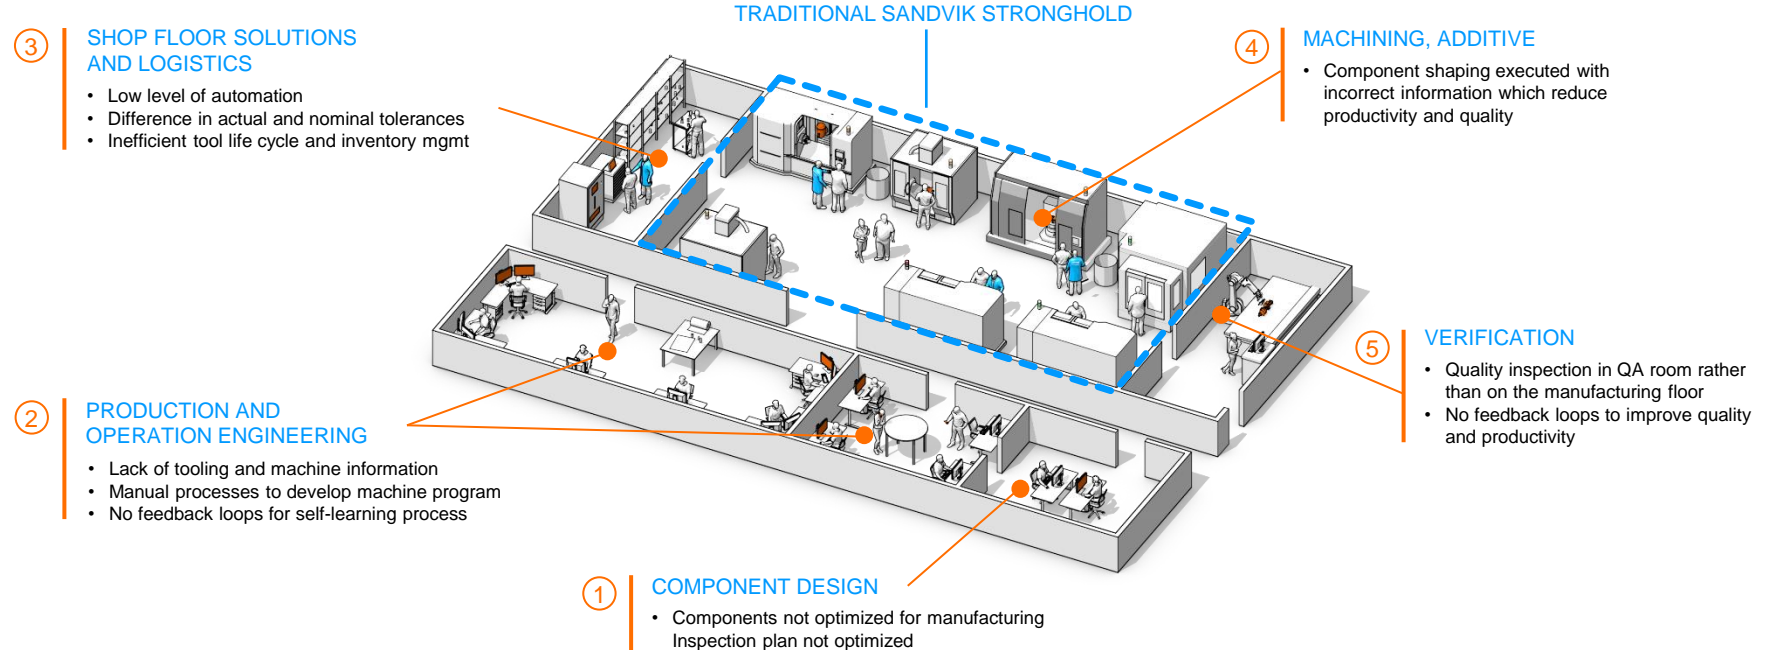 TRADITIONAL SANDVIK STRONGHOLD
3
SHOP FLOOR SOLUTIONS
AND LOGISTICS
• Low level of automation
• Difference in actual and nominal tolerances
• Inefficient tool life cycle and inventory mgmt
4
MACHINING, ADDITIVE
• Component shaping executed with
incorrect information which reduce
productivity and quality
5
VERIFICATION
• Quality inspection in QA room rather
than on the manufacturing floor
• No feedback loops to improve quality
and productivity
2
PRODUCTION AND
OPERATION ENGINEERING
• Lack of tooling and machine information
• Manual processes to develop machine program
• No feedback loops for self-learning process
1
COMPONENT DESIGN
• Components not optimized for manufacturing
Inspection plan not optimized